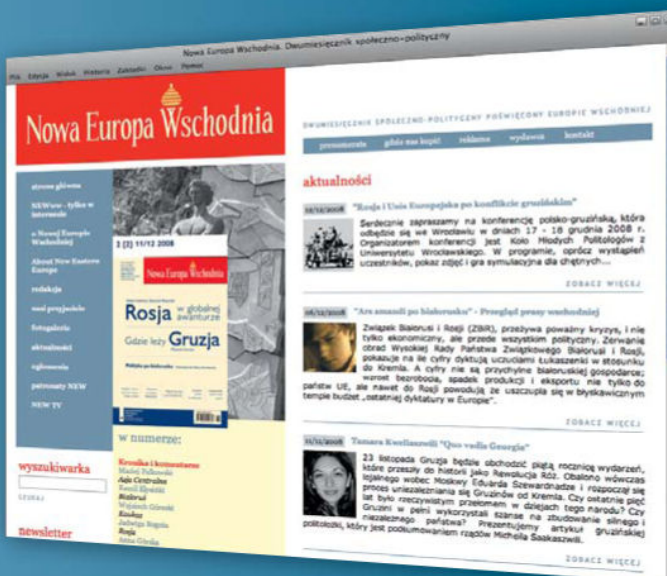 Nowa Europa Wschodnia. Dwumiesięcznik społeczno-polityczny
Plik Edycja Widok Historia Zakładki Okno Pomoc
Nowa Europa Wschodnia
DWUMIESIĘCZNIK SPOŁECZNO-POLITYCZNY POŚWIĘCONY EUROPIE WSCHODNIEJ
prenumerata gdzie nas kupić reklama wydawca kontakt
strona główna
NEWww - tylko w
internecie
o Nowej Europie
Wschodniej
About New Eastern
Europe
redakcja
nasi przyjaciele
fotogaleria
aktualności
ogłoszenia
patronaty NEW
NEW TV
wyszukiwarka
SZUKAJ
newsletter
2 (2) 11/12 2008
Nowa Europa Wschodnia
Rosja w globalnej
awanturze
Gdzie leży Gruzja
w numerze:
Kronika i komentarze
Azja Centralna
Białoruś
Wojciech Górecki
Kaukaz
Jadwiga Rogoża
Rosja
Anna Górska
aktualności
"Rosja i Unia Europejska po konflikcie gruzińskim"
Serdecznie zapraszamy na konferencję polsko-gruzińską, która
odbędzie się we Wrocławiu w dniach 17 - 18 grudnia 2008 r.
Organizatorem konferencji jest Koło Młodych Politologów z
Uniwersytetu Wrocławskiego. W programie, oprócz wystąpień
uczestników, pokaz zdjęć i gra symulacyjna dla chętnych...
ZOBACZ WIĘCEJ
"Ars amandi po białorusku" - Przegląd prasy wschodniej
Związek Białorusi i Rosji (ZBiR), przeżywa poważny kryzys, i nie
tylko ekonomiczny, ale przede wszystkim polityczny. Zerwanie
obrad Wysokiej Rady Państwa Związkowego Białorusi i Rosji,
pokazuje na ile cyfry dyktują uczuciami Łukaszenki w stosunku
do Kremla. A cyfry nie są przychylne białoruskiej gospodarce;
wzrost bezrobocia, spadek produkcji i eksportu nie tylko do
państw UE, ale nawet do Rosji powodują że uszczupla się w błyskawicznym
tempie budżet „ostatniej dyktatury w Europie".
ZOBACZ WIĘCEJ
Tamara Kweliaszwili "Quo vadis Georgia"
23 listopada Gruzja będzie obchodzić piątą rocznicę wydarzeń,
które przeszły do historii jako Rewolucja Róż. Obalono wówczas
lojalnego wobec Moskwy Eduarda Szewardnadze i rozpoczął się
proces uniezależniania się Gruzinów od Kremla. Czy ostatnie pięć
lat było rzeczywistym przełomem w dziejach tego narodu? Czy
Gruzini w pełni wykorzystali szanse na zbudowanie silnego i
niezależnego państwa? Prezentujemy artykuł gruzińskiej
politolożki, który jest podsumowaniem rządów Micheila Saakaszwili.
ZOBACZ WIĘCEJ